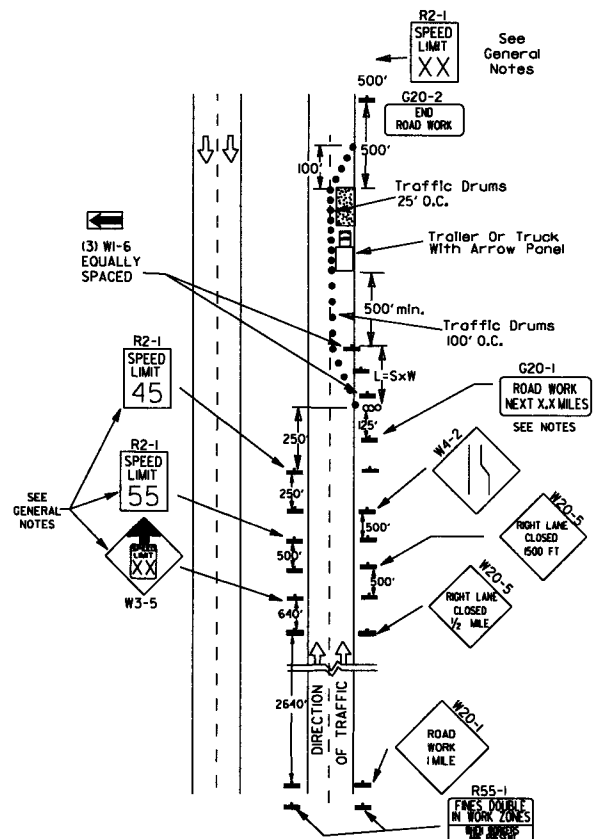 R2-1
SPEED
LIMIT
XX
See
General
Notes
500'
G20-2
END
ROAD WORK
100'
500'
Traffic Drums
25' O.C.
Trailer Or Truck
With Arrow Panel
(3) W1-6
EQUALLY
SPACED
500' min.
Traffic Drums
100' O.C.
R2-1
SPEED
LIMIT
45
L=SxW
G20-1
ROAD WORK
NEXT X.X MILES
SEE NOTES
125'
250'
R2-1
SPEED
LIMIT
55
250'
W4-2
SEE
GENERAL
NOTES
500'
500'
W20-5
RIGHT LANE
CLOSED
1500 FT
SPEED
LIMIT
XX
W3-5
500'
640'
W20-5
RIGHT LANE
CLOSED
1/2 MILE
2640'
DIRECTION
OF TRAFFIC
W20-1
ROAD
WORK
1 MILE
R55-1
FINES DOUBLE
IN WORK ZONES
WHEN WORKERS